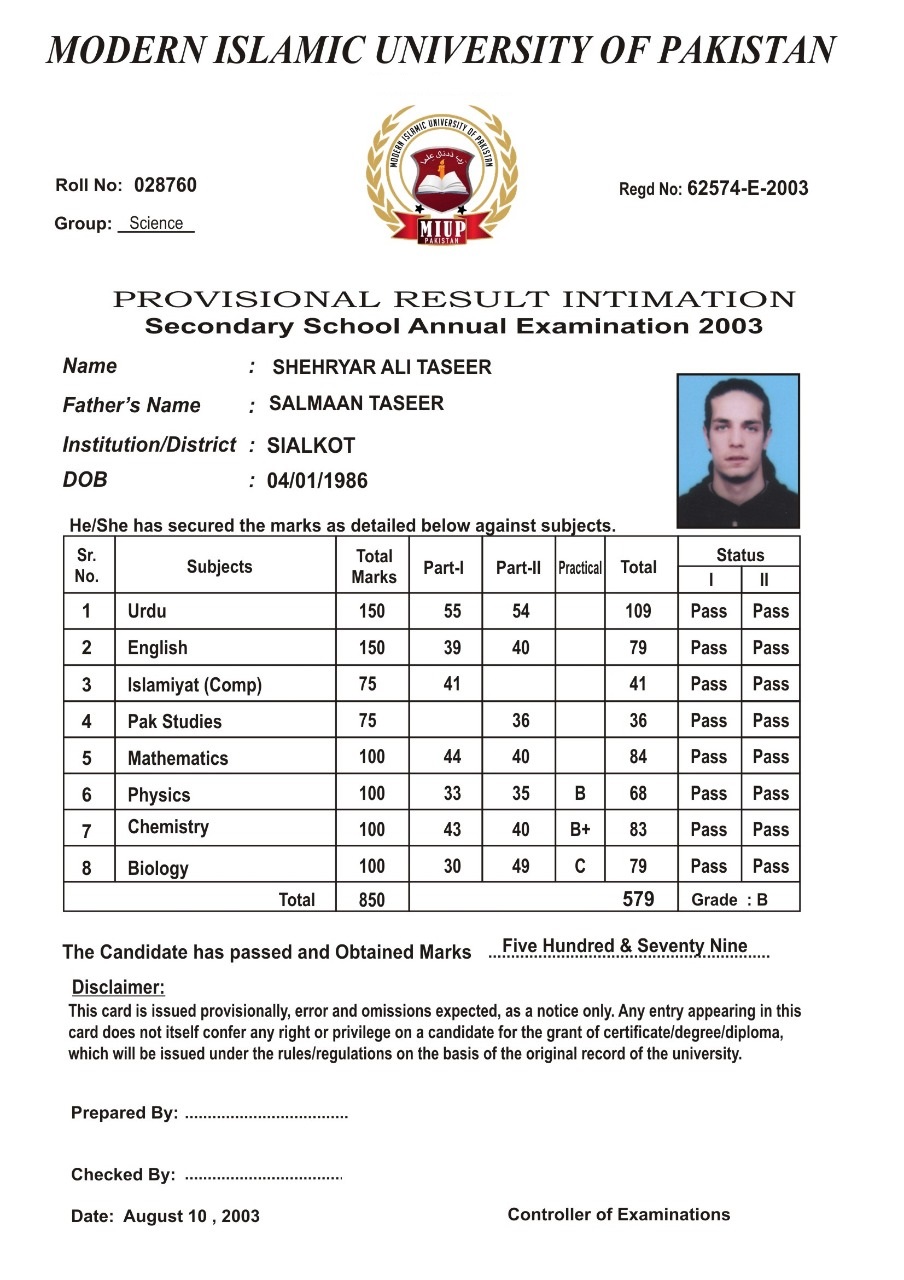 MODERN ISLAMIC UNIVERSITY OF PAKISTAN
MODERN ISLAMIC UNIVERSITY OF PAKISTAN
MIUP
PAKISTAN
Roll No: 028760
Regd No: 62574-E-2003
Group: Science
PROVISIONAL RESULT INTIMATION
Secondary School Annual Examination 2003
Name : SHEHRYAR ALI TASEER
Father's Name : SALMAAN TASEER
Institution/District : SIALKOT
DOB : 04/01/1986
He/She has secured the marks as detailed below against subjects.
Sr. No. Subjects Total Marks Part-I Part-II Practical Total Status I II
1 Urdu 150 55 54 109 Pass Pass
2 English 150 39 40 79 Pass Pass
3 Islamiyat (Comp) 75 41 41 Pass Pass
4 Pak Studies 75 36 36 Pass Pass
5 Mathematics 100 44 40 84 Pass Pass
6 Physics 100 33 35 B 68 Pass Pass
7 Chemistry 100 43 40 B+ 83 Pass Pass
8 Biology 100 30 49 C 79 Pass Pass
Total 850 579 Grade : B
The Candidate has passed and Obtained Marks Five Hundred & Seventy Nine
Disclaimer:
This card is issued provisionally, error and omissions expected, as a notice only. Any entry appearing in this
card does not itself confer any right or privilege on a candidate for the grant of certificate/degree/diploma,
which will be issued under the rules/regulations on the basis of the original record of the university.
Prepared By: ....................................
Checked By: ...................................
Date: August 10 , 2003
Controller of Examinations